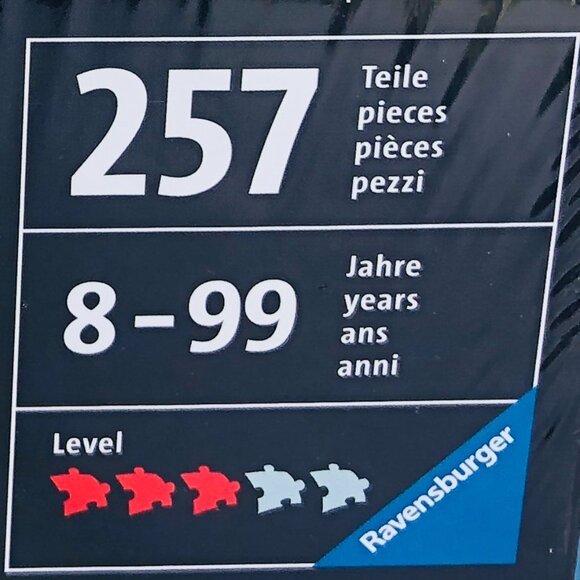 257
Teile
pieces
pièces
pezzi
8-99
Jahre
years
ans
anni
Level
Ravensburger